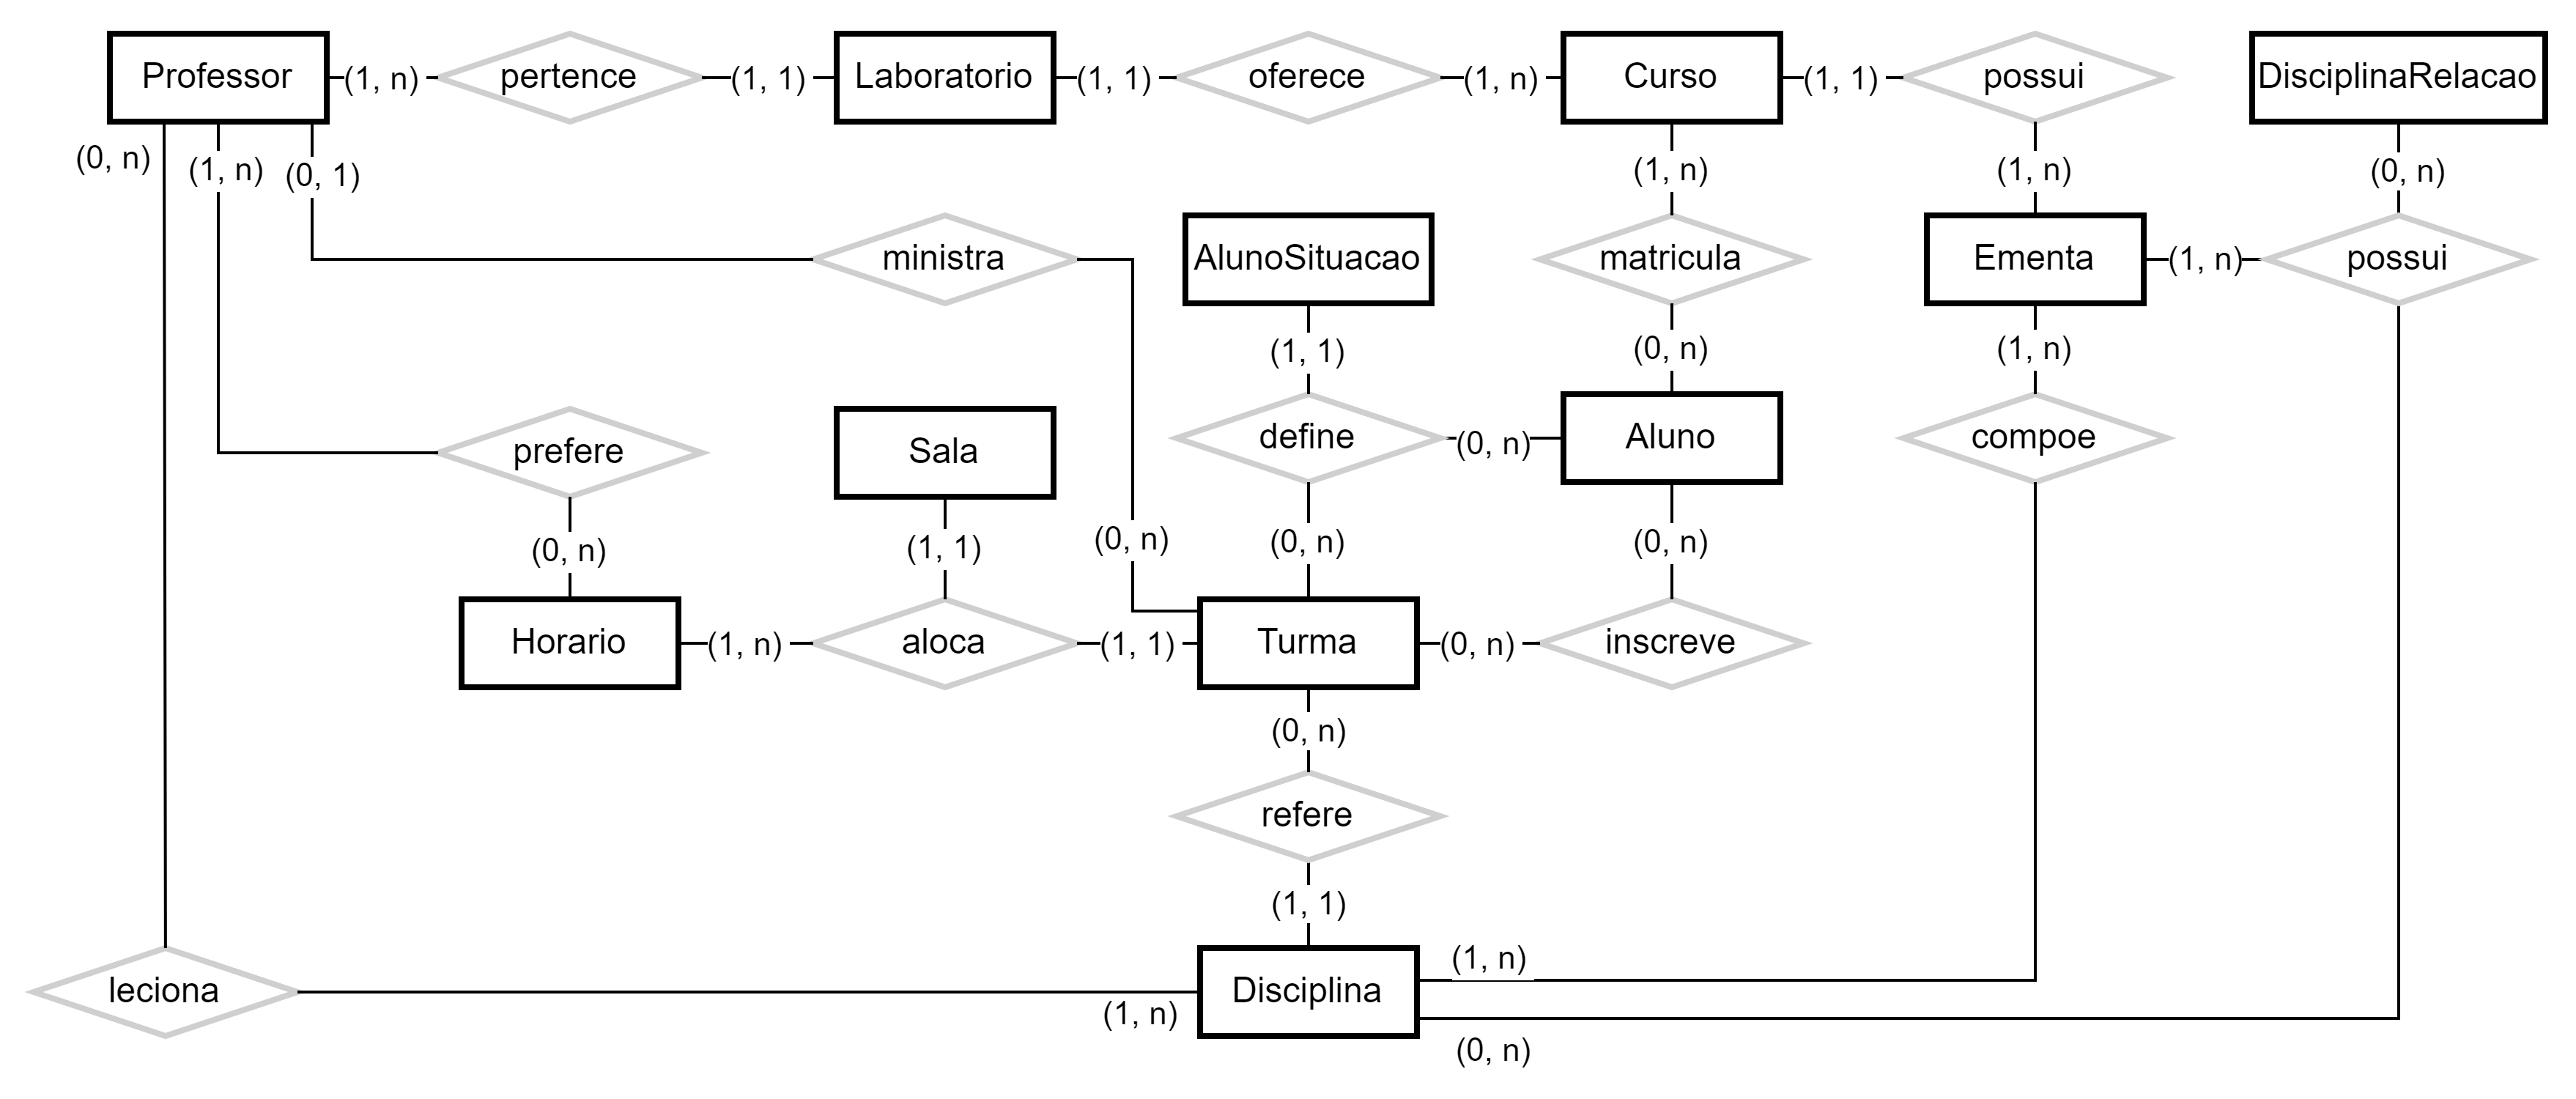 Professor (1, n) pertence (1, 1) Laboratorio (1, 1) oferece (1, n) Curso (1, 1) possui DisciplinaRelacao
(0, n) (1, n) (0, 1) (1, n) (1, n) (0, n)
ministra AlunoSituacao matricula Ementa (1, n) possui
(1, 1) (0, n) (1, n)
prefere Sala define (0, n) Aluno compoe
(0, n) (1, 1) (0, n) (0, n) (0, n)
Horario (1, n) aloca (1, 1) Turma (0, n) inscreve
(0, n)
refere
(1, 1)
(1, n)
leciona Disciplina
(1, n)
(0, n)